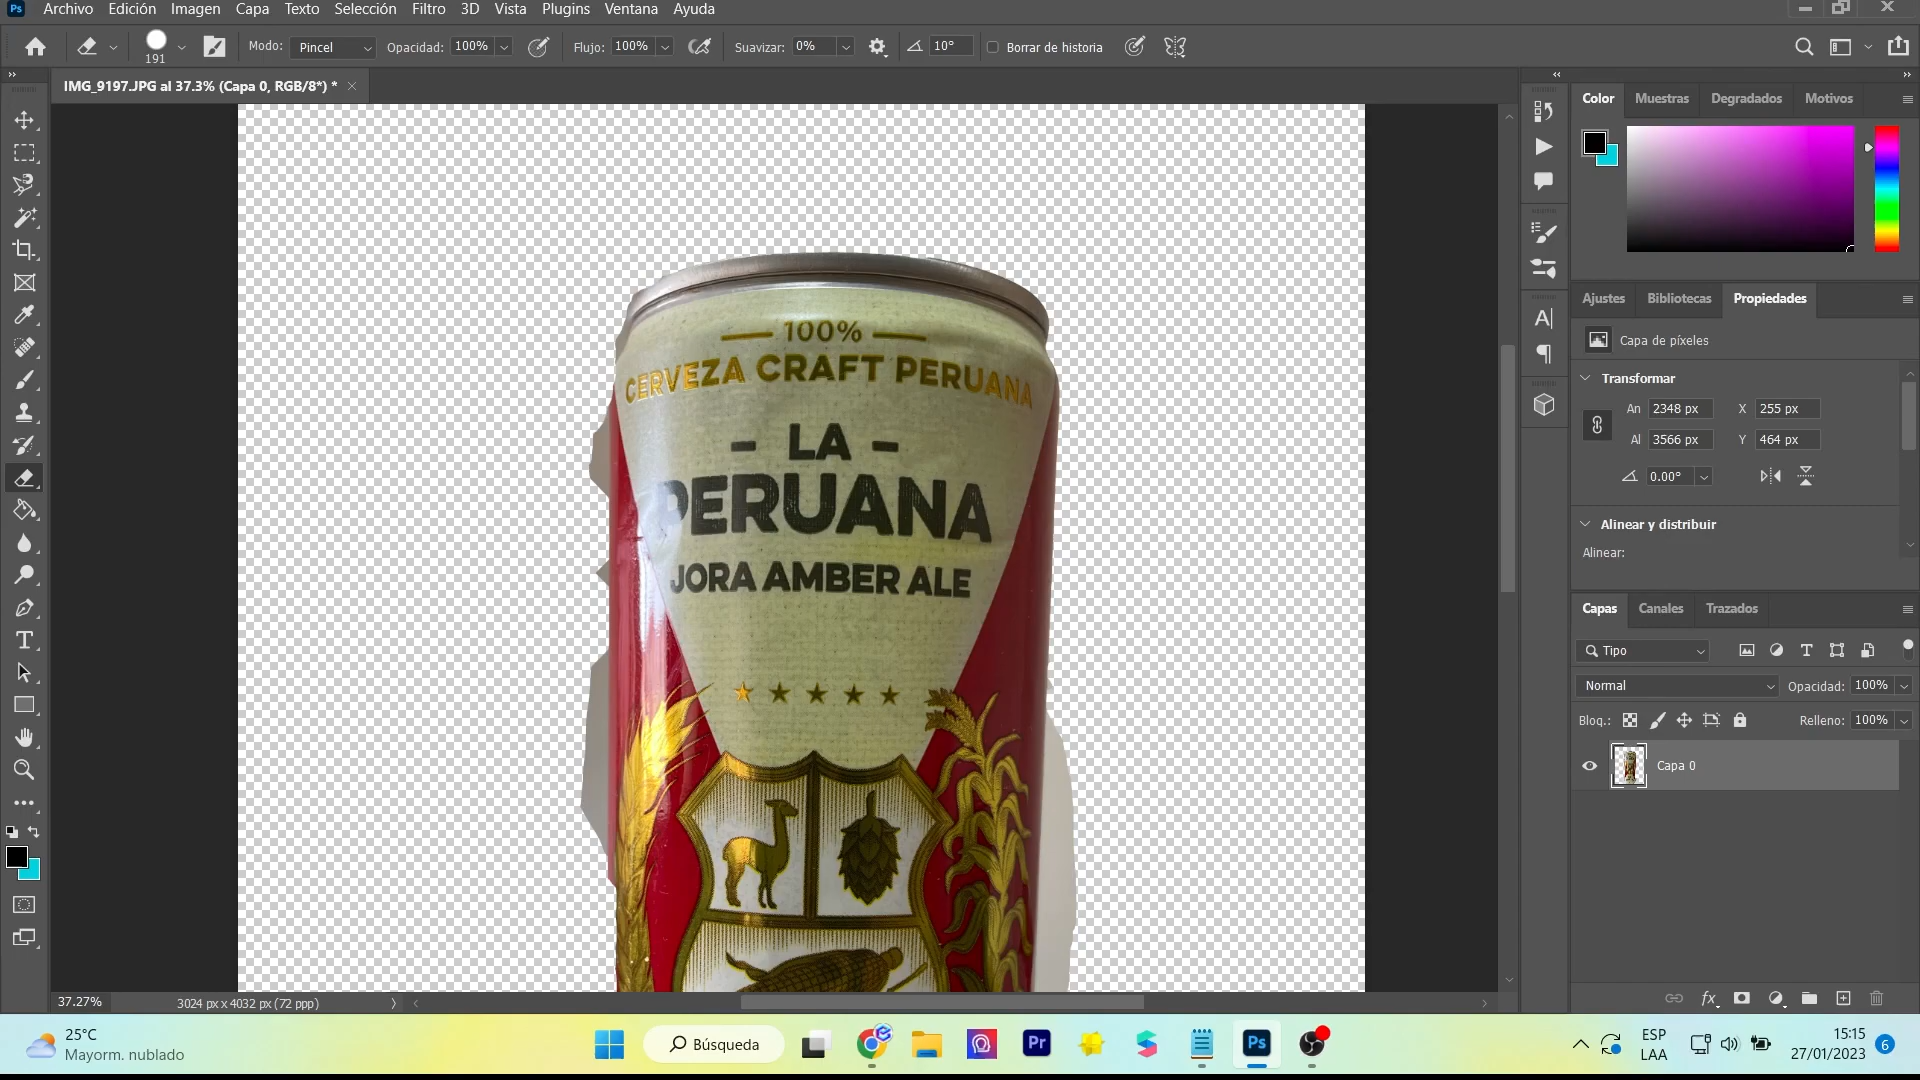 Ps Archivo Edición Imagen Capa Texto Selección Filtro 3D Vista Plugins Ventana Ayuda
191 Modo: Pincel Opacidad: 100% Flujo: 100% Suavizar: 0% 10° Borrar de historia
IMG_9197.JPG al 37.3% (Capa 0, RGB/8*) *
100%
CERVEZA CRAFT PERUANA
- LA -
PERUANA
JORA AMBER ALE
Color Muestras Degradados Motivos
Ajustes Bibliotecas Propiedades
Capa de píxeles
Transformar
An 2348 px X 255 px
Al 3566 px Y 464 px
0.00°
Alinear y distribuir
Alinear:
Capas Canales Trazados
Tipo
Normal Opacidad: 100%
Bloq.: Relleno: 100%
Capa 0
fx
37.27% 3024 px x 4032 px (72 ppp)
25°C
Mayorm. nublado
Búsqueda
Pr
Ps
ESP
LAA
15:15
27/01/2023
6